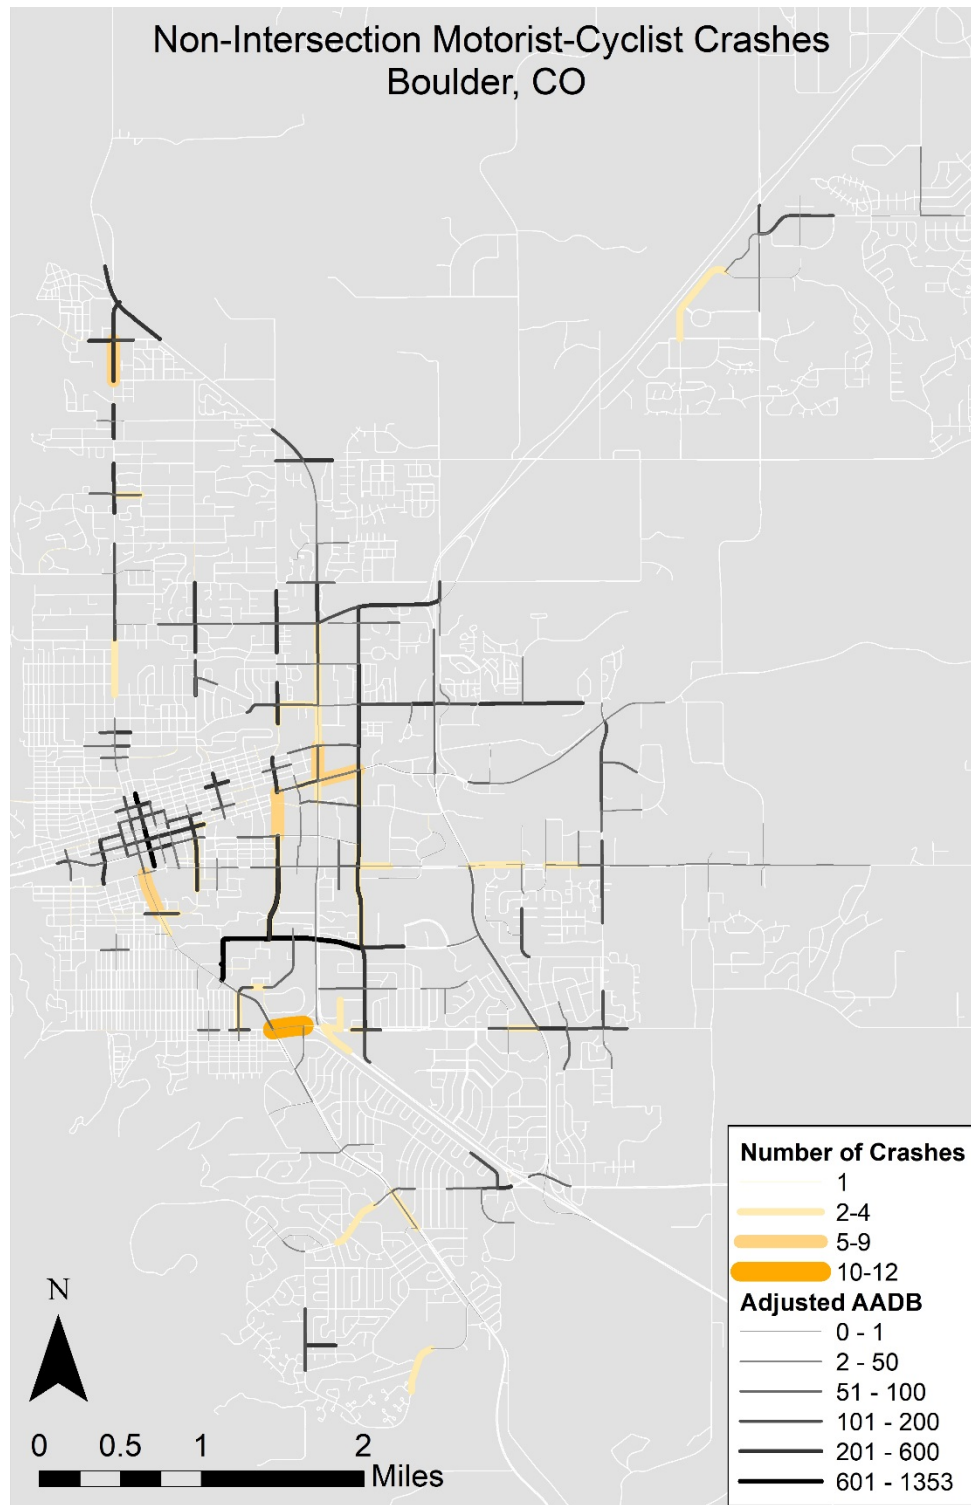 Non-Intersection Motorist-Cyclist Crashes
Boulder, CO
Number of Crashes
1
2-4
5-9
10-12
Adjusted AADB
0 - 1
2 - 50
51 - 100
101 - 200
201 - 600
601 - 1353
N
0 0.5 1 2
Miles